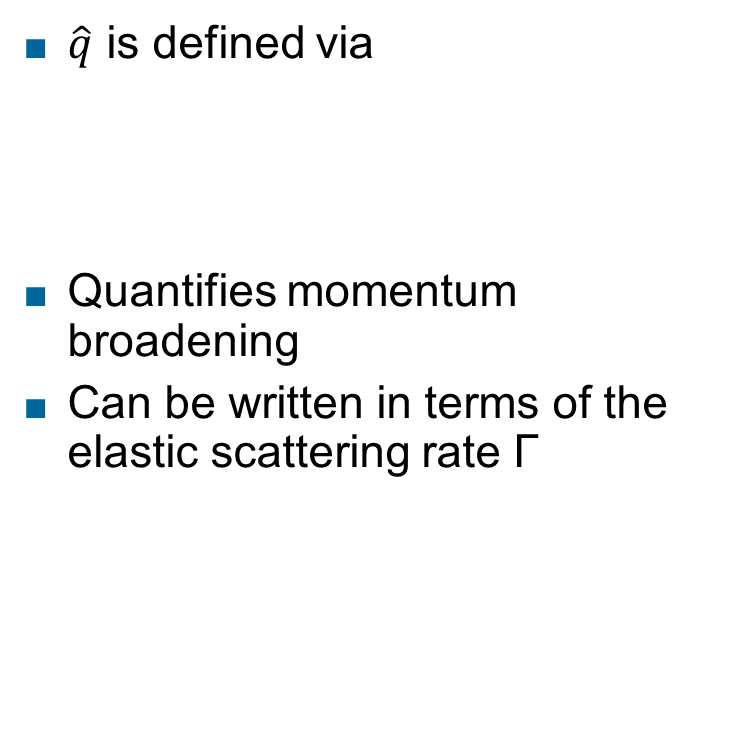 ■ q̂ is defined via
■ Quantifies momentum
broadening
■ Can be written in terms of the
elastic scattering rate Γ